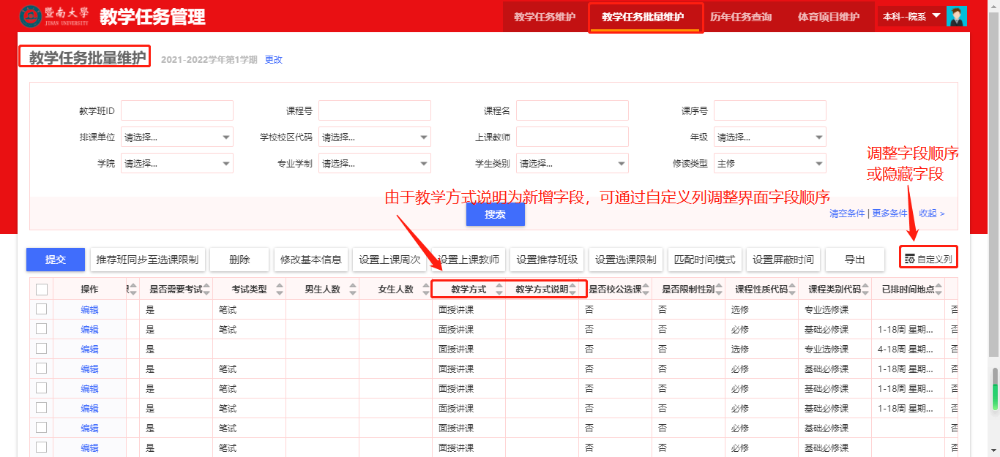 暨南大學
JINAN UNIVERSITY
教学任务管理
教学任务维护 教学任务批量维护 历年任务查询 体育项目维护 本科--院系
教学任务批量维护 2021-2022学年第1学期 更改
教学班ID 课程号 课程名 课序号
排课单位 请选择... 学校校区代码 请选择... 上课教师 年级 请选择...
学院 请选择... 专业学制 请选择... 学生类别 请选择... 修读类型 主修
调整字段顺序
或隐藏字段
由于教学方式说明为新增字段，可通过自定义列调整界面字段顺序
搜索 清空条件 | 更多条件 收起 >
提交 推荐班同步至选课限制 删除 修改基本信息 设置上课周次 设置上课教师 设置推荐班级 设置选课限制 匹配时间模式 设置屏蔽时间 导出 自定义列
操作 是否需要考试 考试类型 男生人数 女生人数 教学方式 教学方式说明 是否校公选课 是否限制性别 课程性质代码 课程类别代码 已排时间地点
编辑 是 笔试 面授讲课 否 否 选修 专业选修课 否
编辑 是 笔试 面授讲课 否 否 必修 基础必修课 1-18周 星期... 否
编辑 是 面授讲课 否 否 选修 专业选修课 4-18周 星期... 否
编辑 是 笔试 面授讲课 否 否 必修 基础必修课 1-18周 星期... 否
编辑 是 笔试 面授讲课 否 否 必修 基础必修课 1-18周 星期... 否
编辑 是 笔试 面授讲课 否 否 必修 基础必修课 1-18周 星期... 否
编辑 是 笔试 面授讲课 否 否 必修 基础必修课 否
编辑 是 笔试 面授讲课 否 否 必修 基础必修课 否